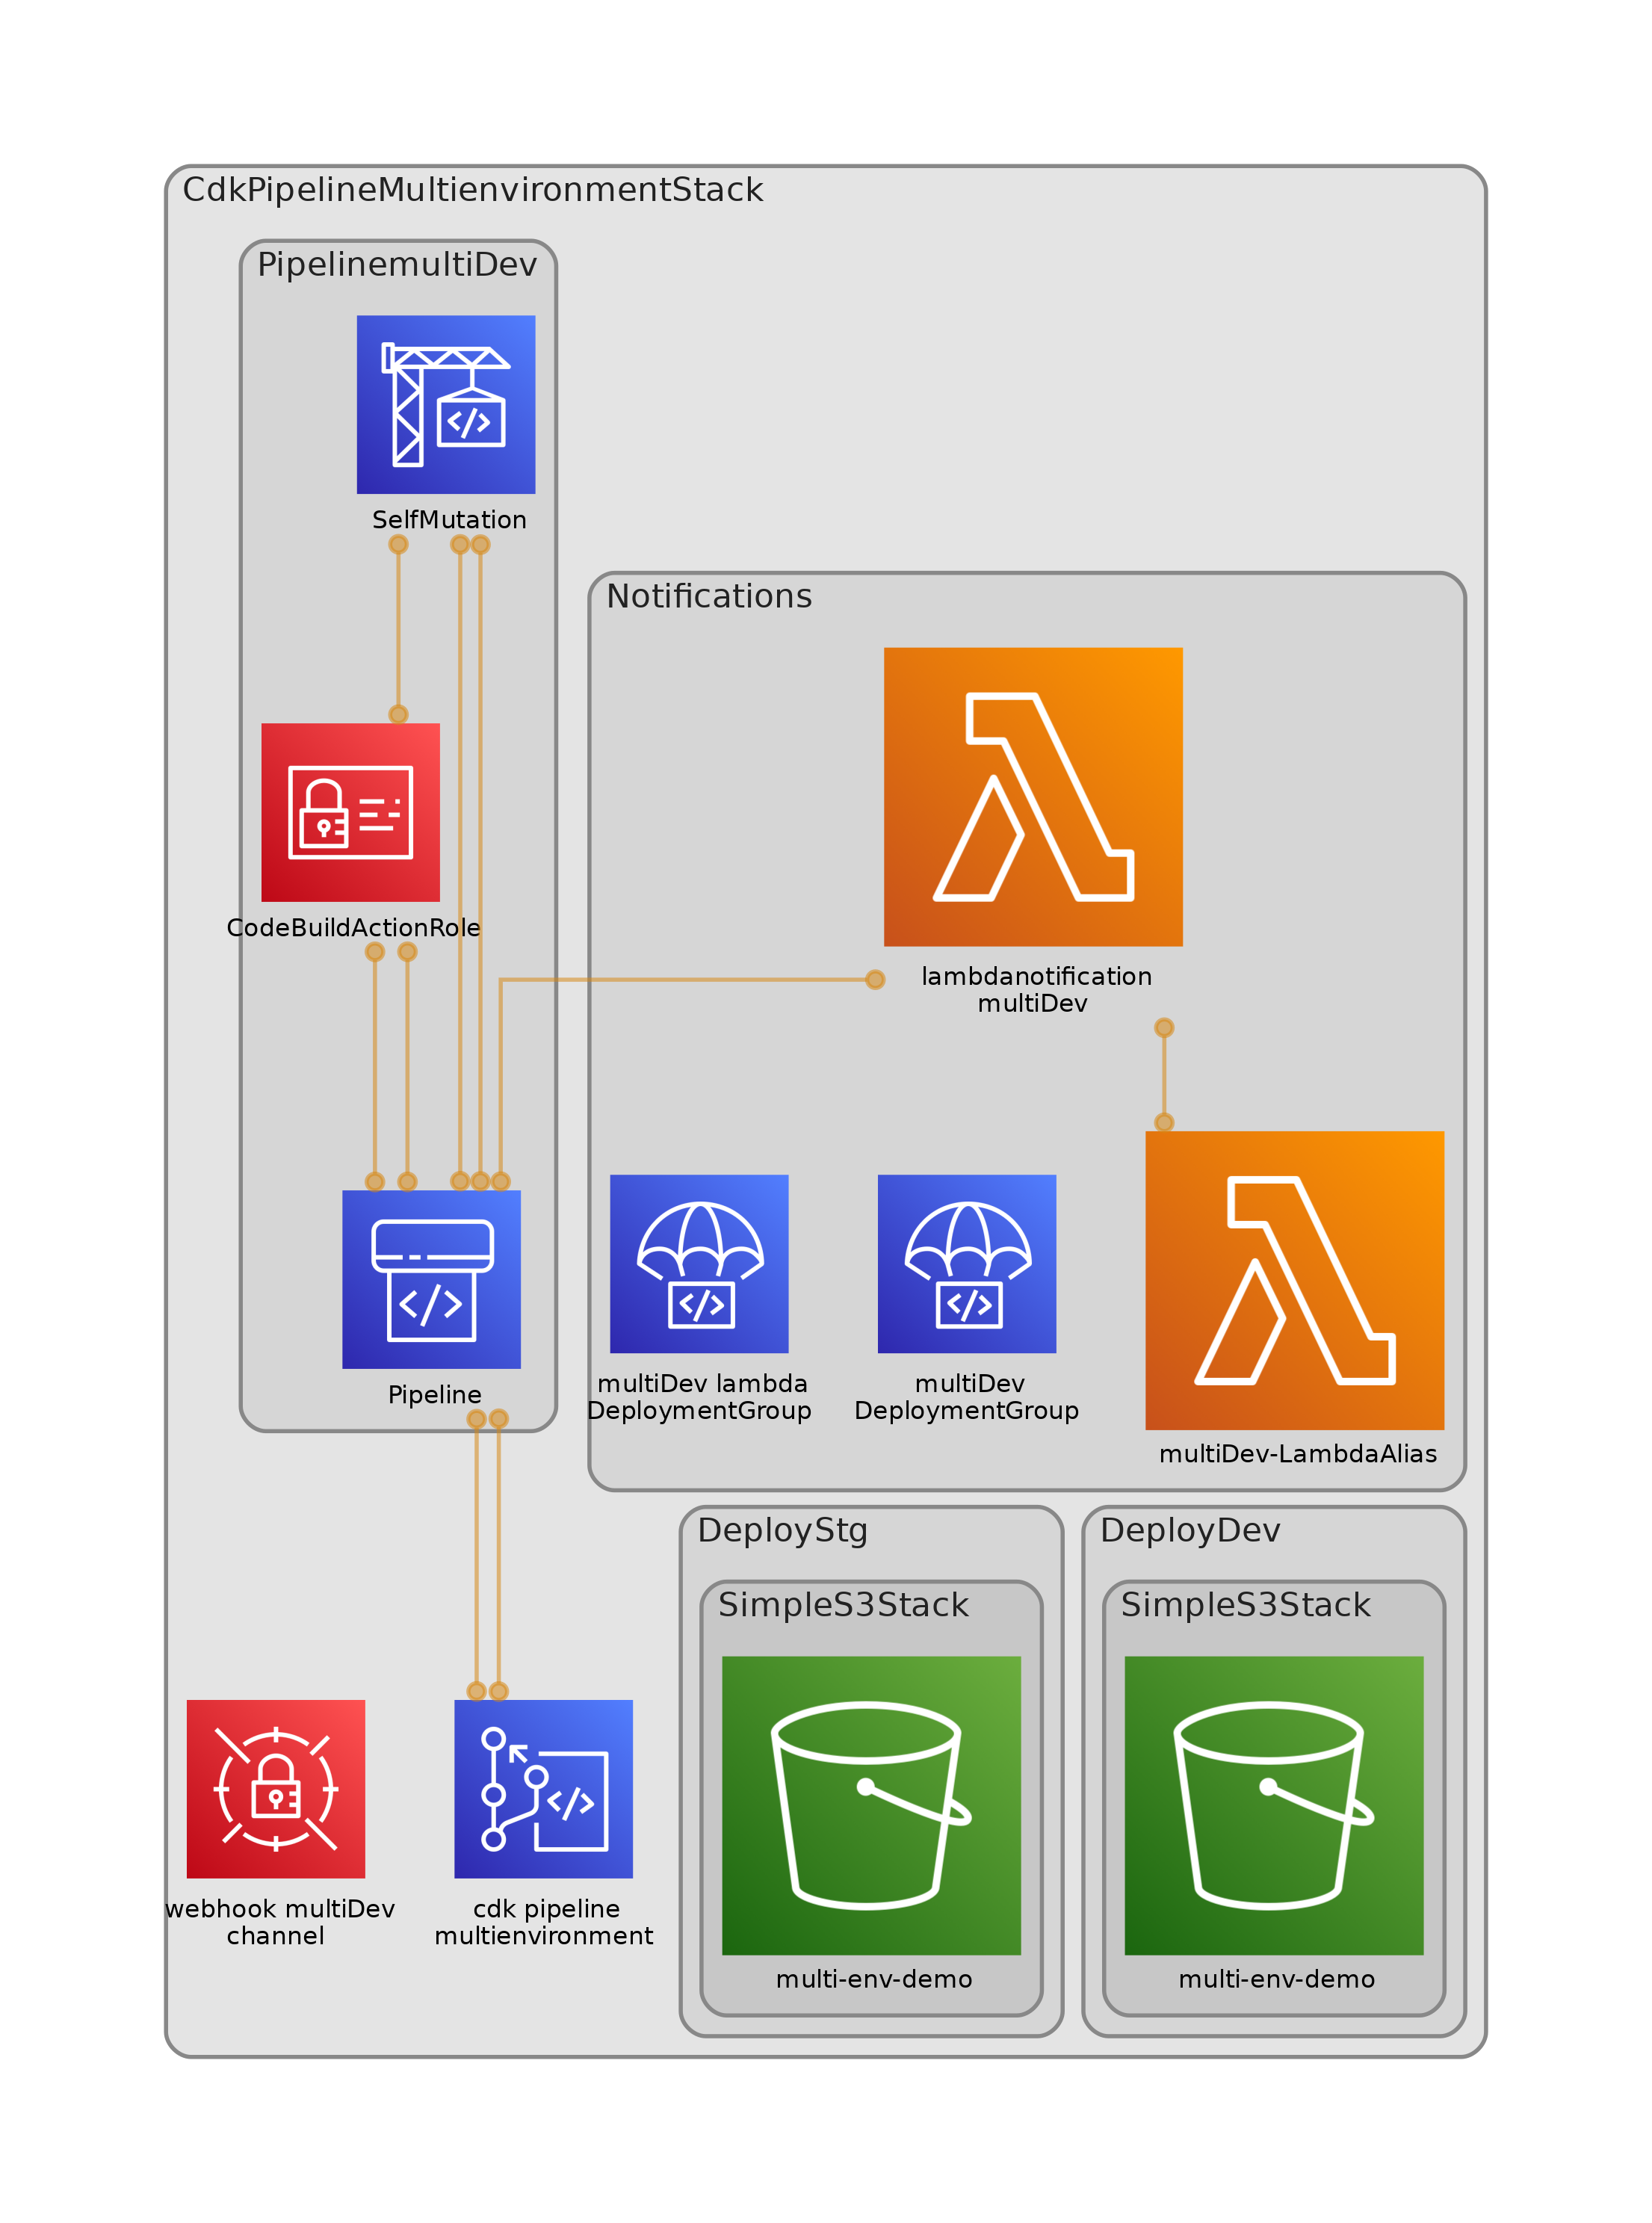 CdkPipelineMultienvironmentStack
PipelinemultiDev
SelfMutation
Notifications
CodeBuildActionRole
lambdanotification
multiDev
Pipeline
multiDev lambda
DeploymentGroup
multiDev
DeploymentGroup
multiDev-LambdaAlias
DeployStg
DeployDev
SimpleS3Stack
SimpleS3Stack
webhook multiDev
channel
cdk pipeline
multienvironment
multi-env-demo
multi-env-demo